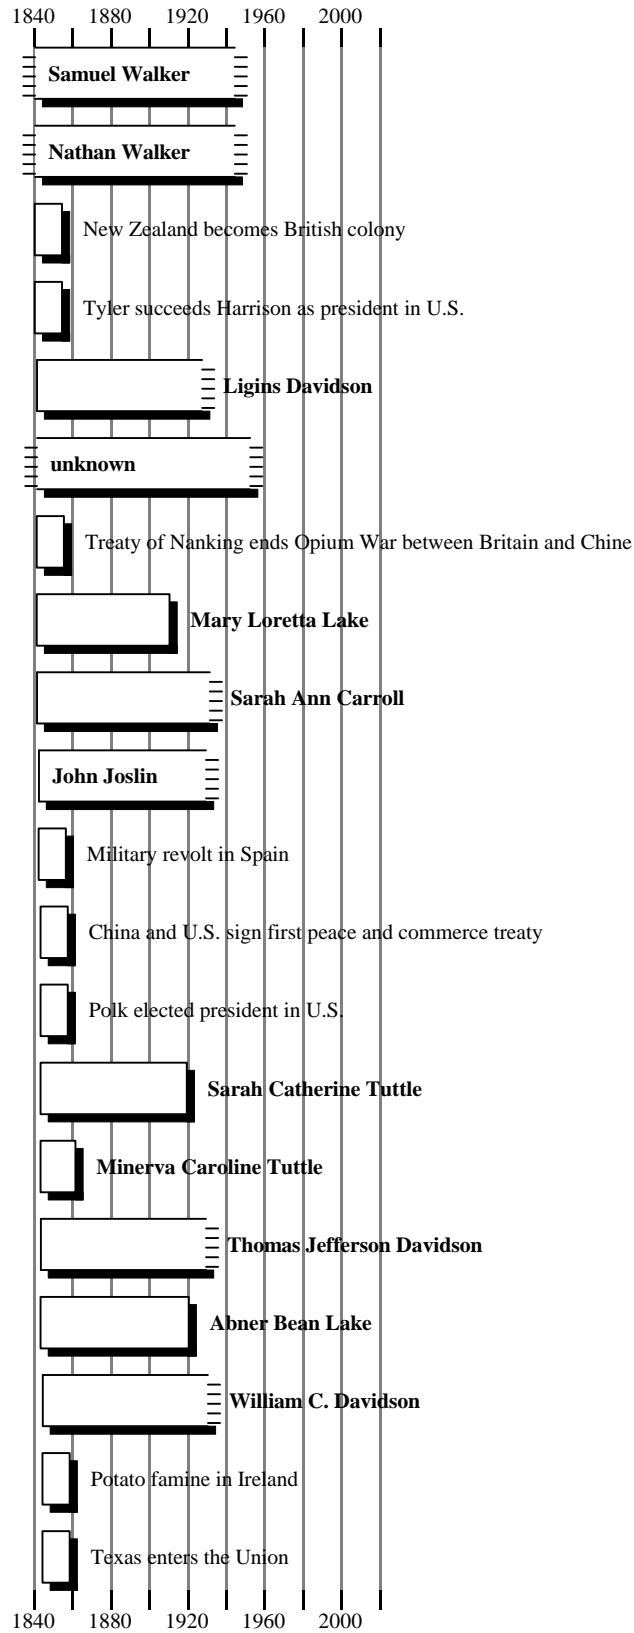 1840 1880 1920 1960 2000
Samuel Walker
Nathan Walker
New Zealand becomes British colony
Tyler succeeds Harrison as president in U.S.
Ligins Davidson
unknown
Treaty of Nanking ends Opium War between Britain and Chine
Mary Loretta Lake
Sarah Ann Carroll
John Joslin
Military revolt in Spain
China and U.S. sign first peace and commerce treaty
Polk elected president in U.S.
Sarah Catherine Tuttle
Minerva Caroline Tuttle
Thomas Jefferson Davidson
Abner Bean Lake
William C. Davidson
Potato famine in Ireland
Texas enters the Union
1840 1880 1920 1960 2000